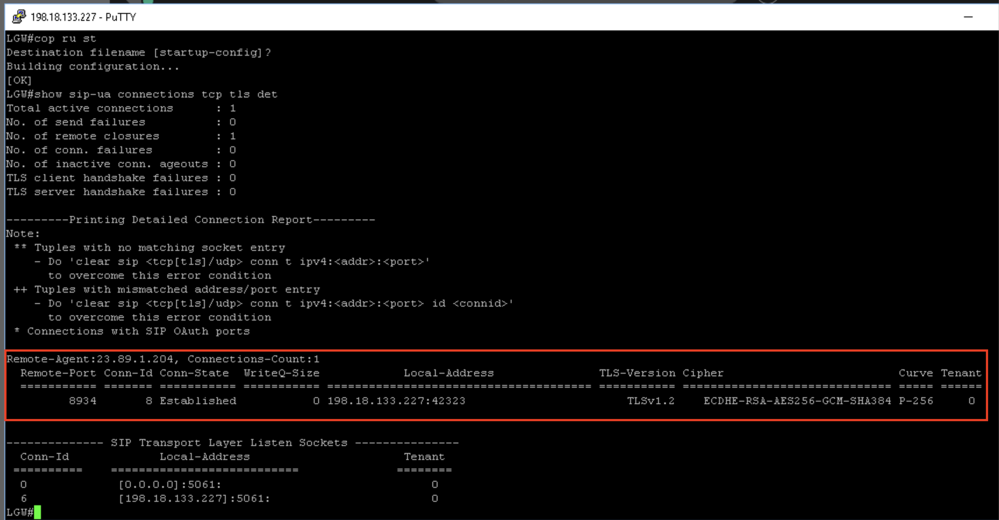 198.18.133.227 - PuTTY
LGW#cop ru st
Destination filename [startup-config]?
Building configuration...
[OK]
LGW#show sip-ua connections tcp tls det
Total active connections      : 1
No. of send failures          : 0
No. of remote closures        : 1
No. of conn. failures         : 0
No. of inactive conn. ageouts : 0
TLS client handshake failures : 0
TLS server handshake failures : 0
---------Printing Detailed Connection Report---------
Note:
 ** Tuples with no matching socket entry
    - Do 'clear sip <tcp[tls]/udp> conn t ipv4:<addr>:<port>'
      to overcome this error condition
 ++ Tuples with mismatched address/port entry
    - Do 'clear sip <tcp[tls]/udp> conn t ipv4:<addr>:<port> id <connid>'
      to overcome this error condition
 * Connections with SIP OAuth ports
Remote-Agent:23.89.1.204, Connections-Count:1
  Remote-Port Conn-Id Conn-State  WriteQ-Size            Local-Address               TLS-Version Cipher                         Curve Tenant
  =========== ======= =========== =========== ====================================== =========== ============================== ===== ======
         8934       8 Established           0 198.18.133.227:42323                       TLSv1.2    ECDHE-RSA-AES256-GCM-SHA384 P-256     0
-------------- SIP Transport Layer Listen Sockets ---------------
  Conn-Id             Local-Address                      Tenant
 ==========    ===========================              ========
  0             [0.0.0.0]:5061:                              0
  6             [198.18.133.227]:5061:                       0
LGW#